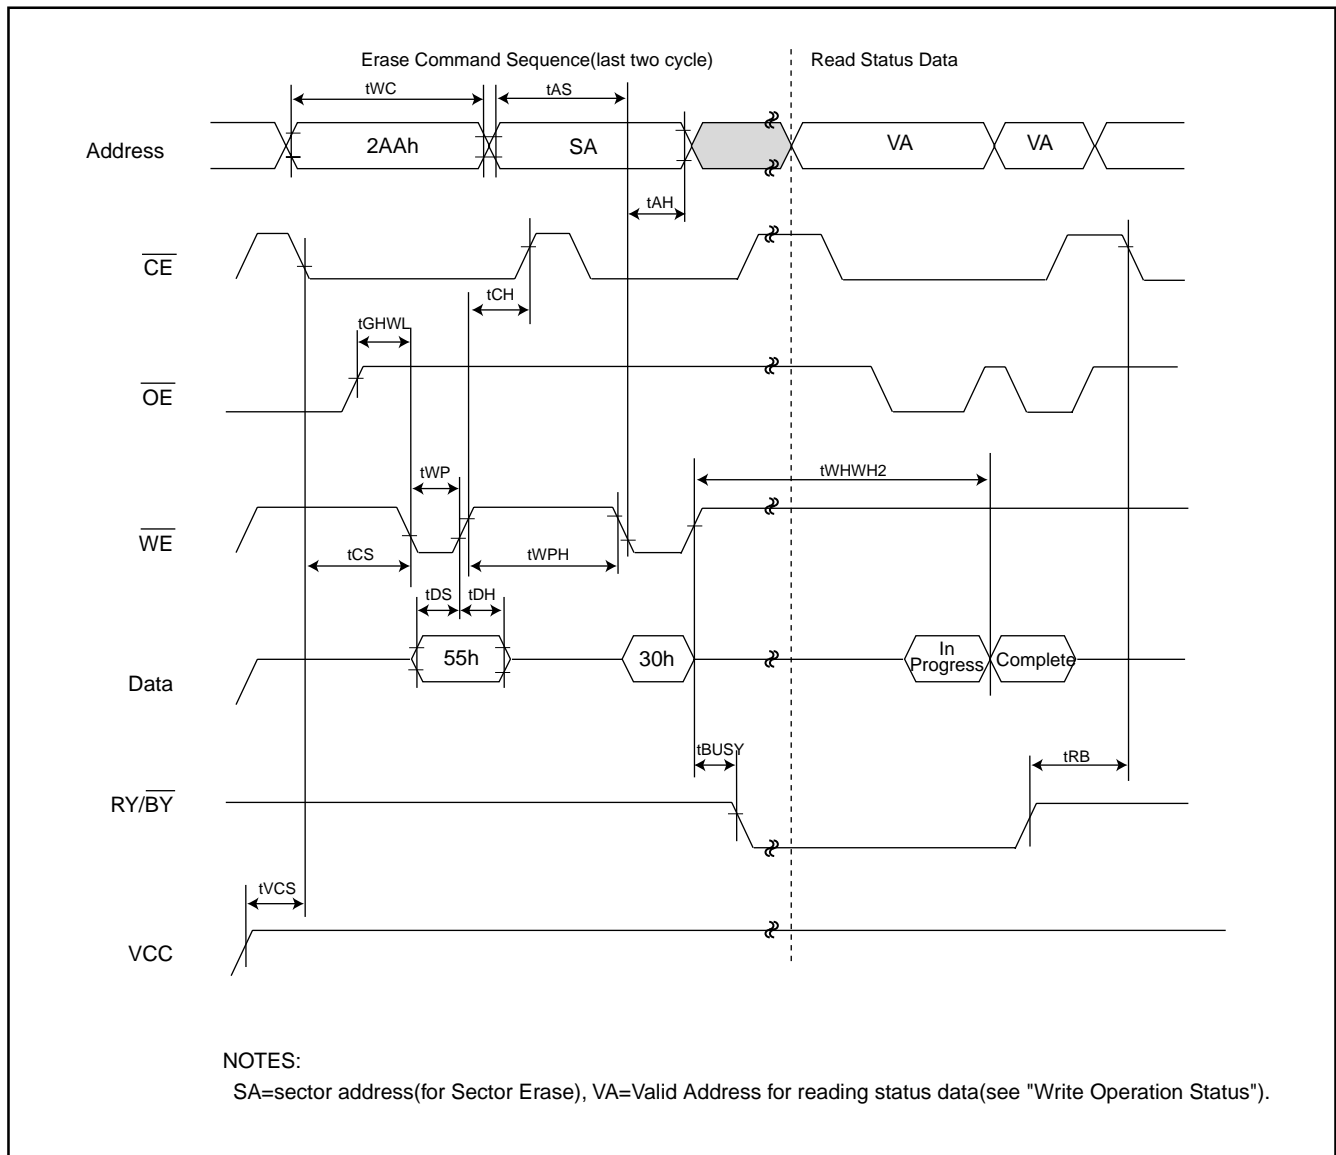 Erase Command Sequence(last two cycle)
Read Status Data
tWC
tAS
Address
2AAh
SA
VA
VA
tAH
CE
tCH
tGHWL
OE
tWP
tWHWH2
WE
tCS
tWPH
tDS
tDH
55h
30h
In
Progress
Complete
Data
tBUSY
tRB
RY/BY
tVCS
VCC
NOTES:
SA=sector address(for Sector Erase), VA=Valid Address for reading status data(see "Write Operation Status").